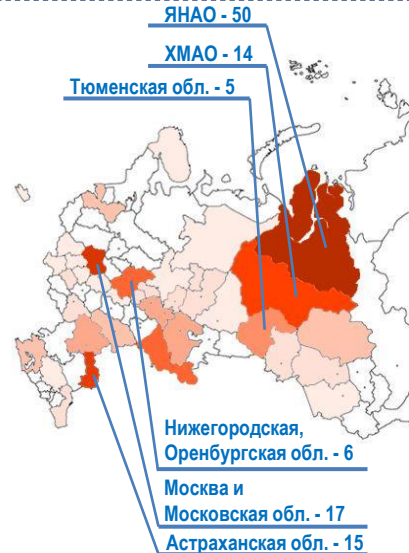 ЯНАО - 50
ХМАО - 14
Тюменская обл. - 5
Нижегородская,
Оренбургская обл. - 6
Москва и
Московская обл. - 17
Астраханская обл. - 15